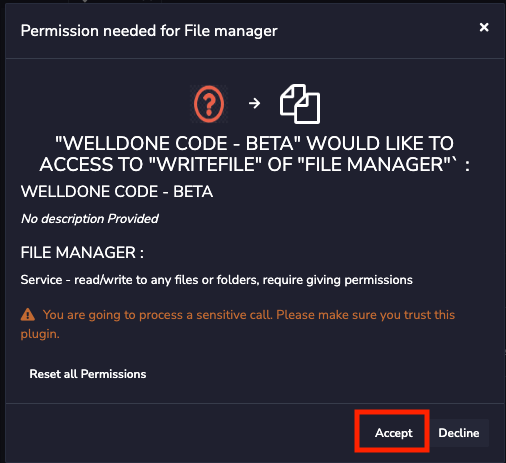 Permission needed for File manager
×
?
"WELLDONE CODE - BETA" WOULD LIKE TO
ACCESS TO "WRITEFILE" OF "FILE MANAGER"` :
WELLDONE CODE - BETA
No description Provided
FILE MANAGER :
Service - read/write to any files or folders, require giving permissions
You are going to process a sensitive call. Please make sure you trust this
plugin.
Reset all Permissions
Accept Decline